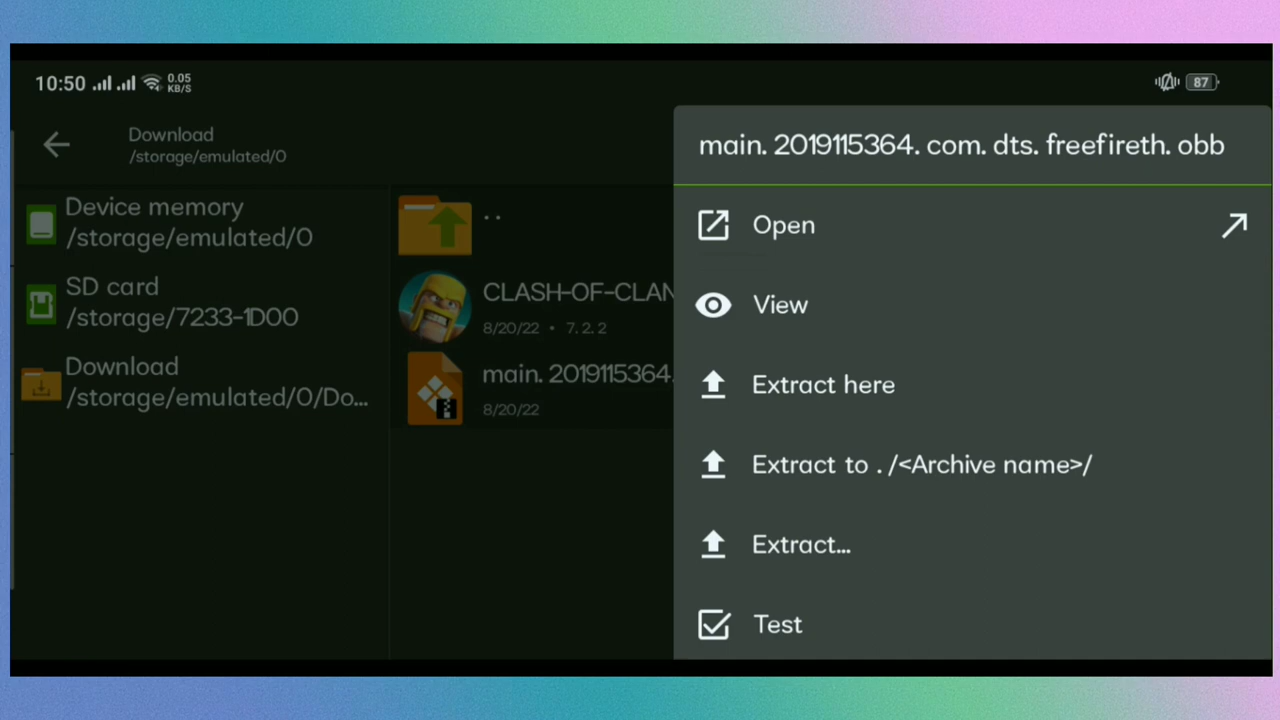 10:50 0.05 KB/S 87
Download
/storage/emulated/0
Device memory
/storage/emulated/0
SD card
/storage/7233-1D00
Download
/storage/emulated/0/Do...
..
CLASH-OF-CLAN
8/20/22 • 7. 2. 2
main. 2019115364.
8/20/22
main. 2019115364. com. dts. freefireth. obb
Open
View
Extract here
Extract to . /<Archive name>/
Extract...
Test